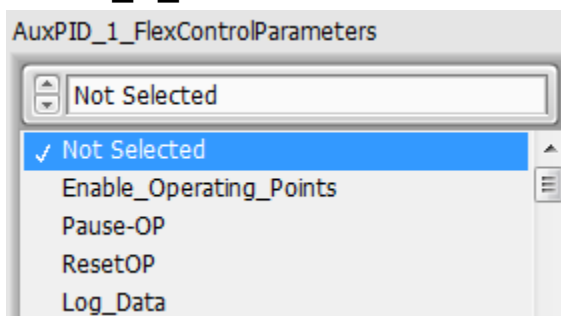 AuxPID_1_FlexControlParameters
Not Selected
Not Selected
Enable_Operating_Points
Pause-OP
ResetOP
Log_Data